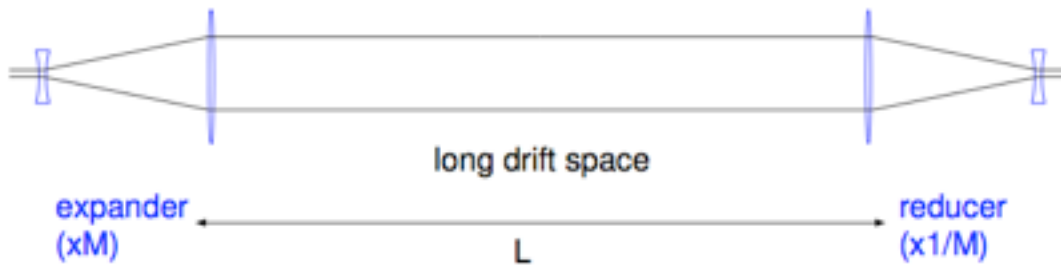 long drift space
expander
(xM)
L
reducer
(x1/M)